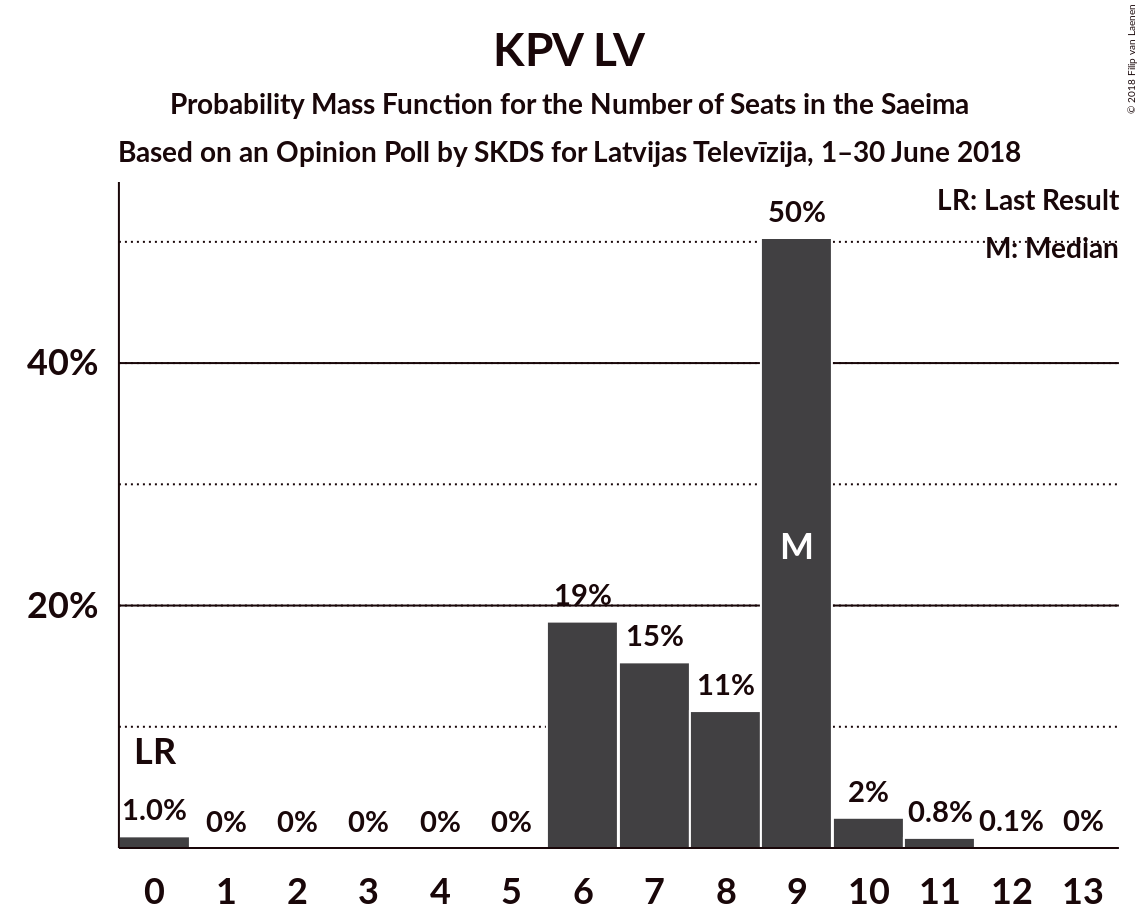 KPV LV
Probability Mass Function for the Number of Seats in the Saeima
Based on an Opinion Poll by SKDS for Latvijas Televīzija, 1–30 June 2018
© 2018 Filip van Laenen
LR: Last Result
M: Median
50%
40%
M
20%
19%
15%
11%
LR
1.0%
0%
0%
0%
0%
0%
2%
0.8%
0.1%
0%
0 1 2 3 4 5 6 7 8 9 10 11 12 13